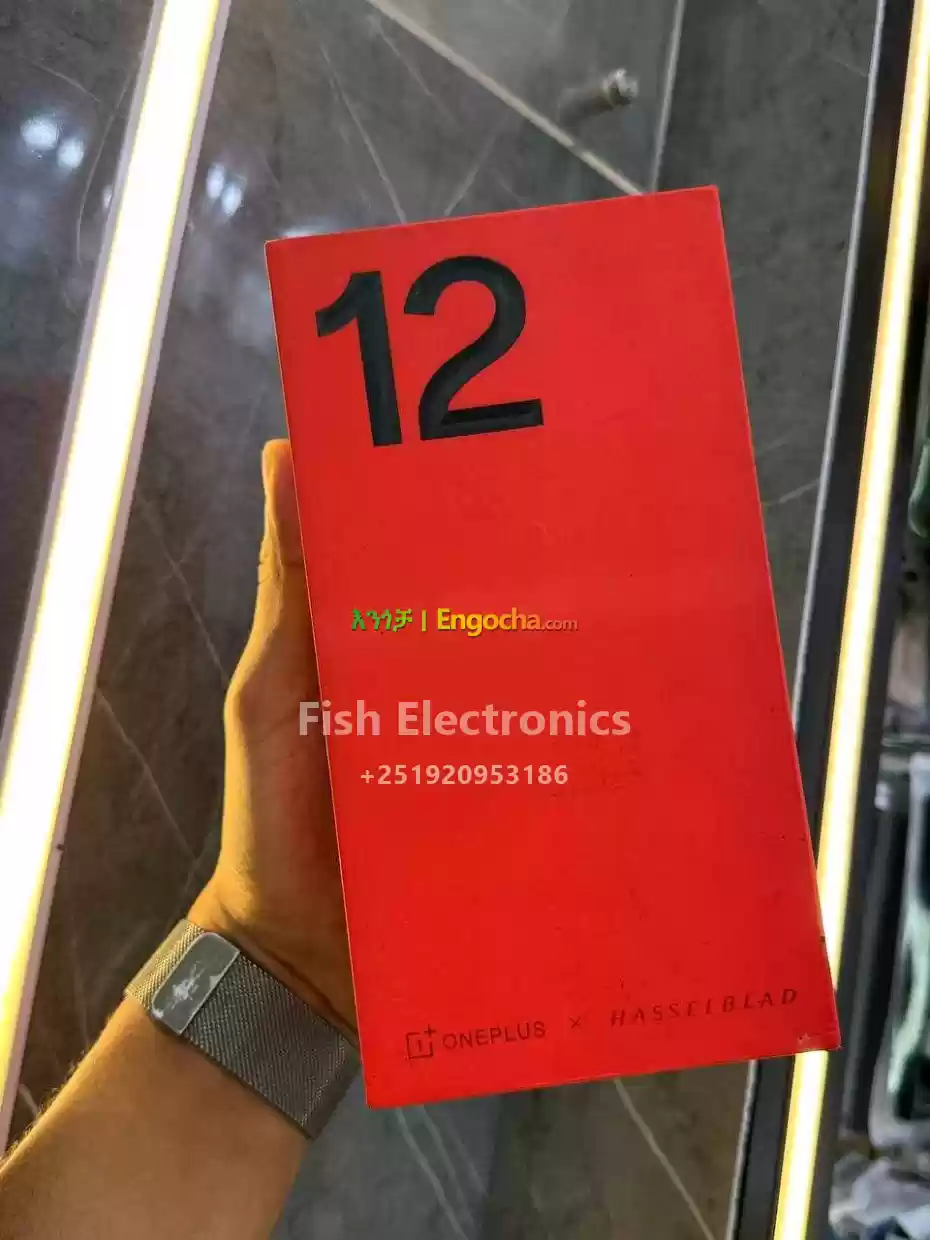 12
እንጎቻ | Engocha.com
Fish Electronics
+251920953186
ONEPLUS × HASSELBLAD